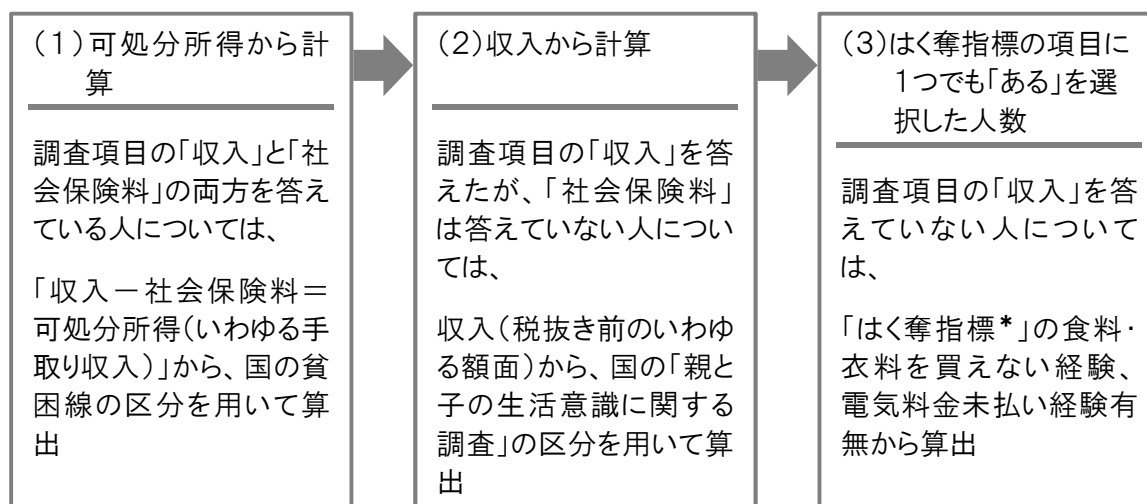 （１）可処分所得から計
算
調査項目の「収入」と「社
会保険料」の両方を答え
ている人については、
「収入－社会保険料＝
可処分所得（いわゆる手
取り収入）」から、国の貧
困線の区分を用いて算
出
（２）収入から計算
調査項目の「収入」を答
えたが、「社会保険料」
は答えていない人につい
ては、
収入（税抜き前のいわゆ
る額面）から、国の「親と
子の生活意識に関する
調査」の区分を用いて算
出
（３）はく奪指標の項目に
１つでも「ある」を選
択した人数
調査項目の「収入」を答
えていない人について
は、
「はく奪指標*」の食料・
衣料を買えない経験、
電気料金未払い経験有
無から算出